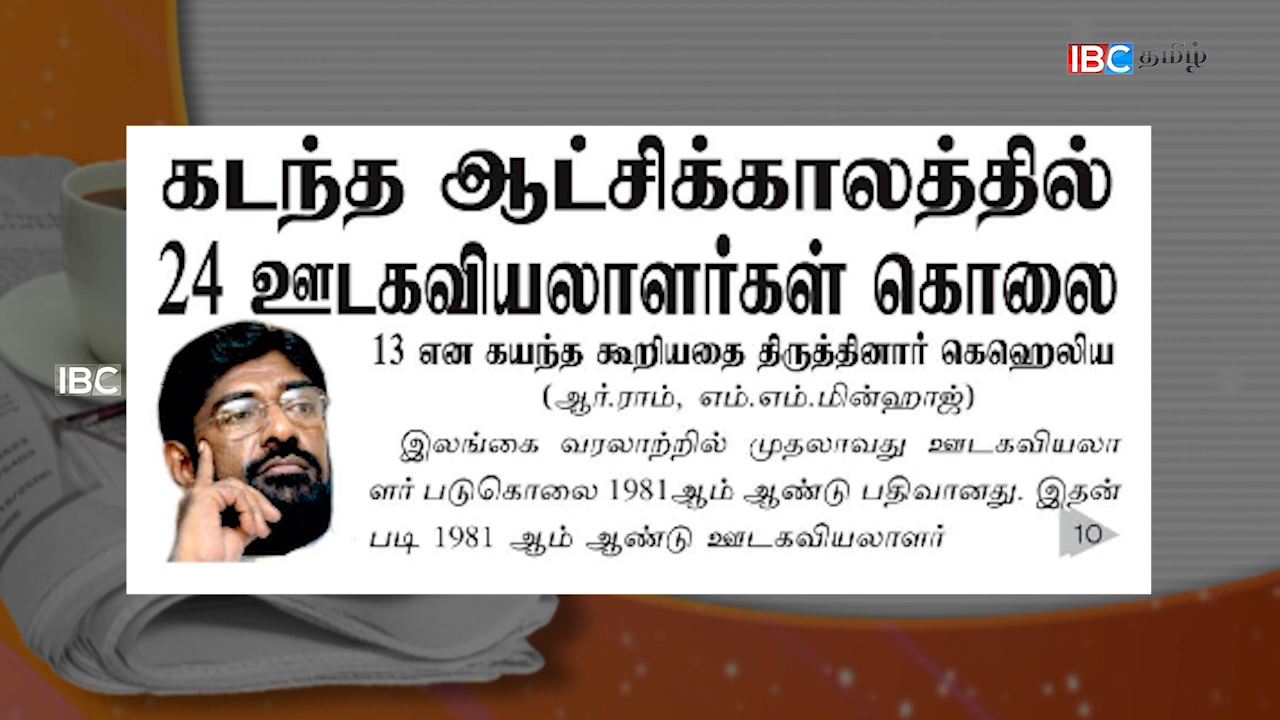 IBC தமிழ்
கடந்த ஆட்சிக்காலத்தில்
24 ஊடகவியலாளர்கள் கொலை
13 என கயந்த கூறியதை திருத்தினார் கெஹெலிய
(ஆர்.ராம், எம்.எம்.மின்ஹாஜ்)
இலங்கை வரலாற்றில் முதலாவது ஊடகவியலா
ளர் படுகொலை 1981ஆம் ஆண்டு பதிவானது. இதன்
படி 1981 ஆம் ஆண்டு ஊடகவியலாளர்
10
IBC